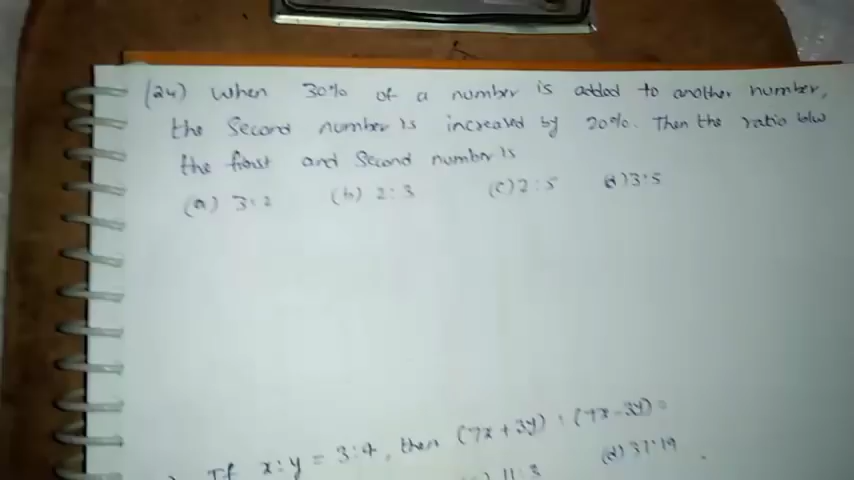 (24) When 30% of a number is added to another number,
the Second number is increased by 20%. Then the ratio b/w
the first and Second number is
(a) 3:2 (b) 2:3 (c) 2:5 d) 3:5
If x:y = 3:4, then (7x+3y) : (7x-3y) =
11:3 (d) 37:19